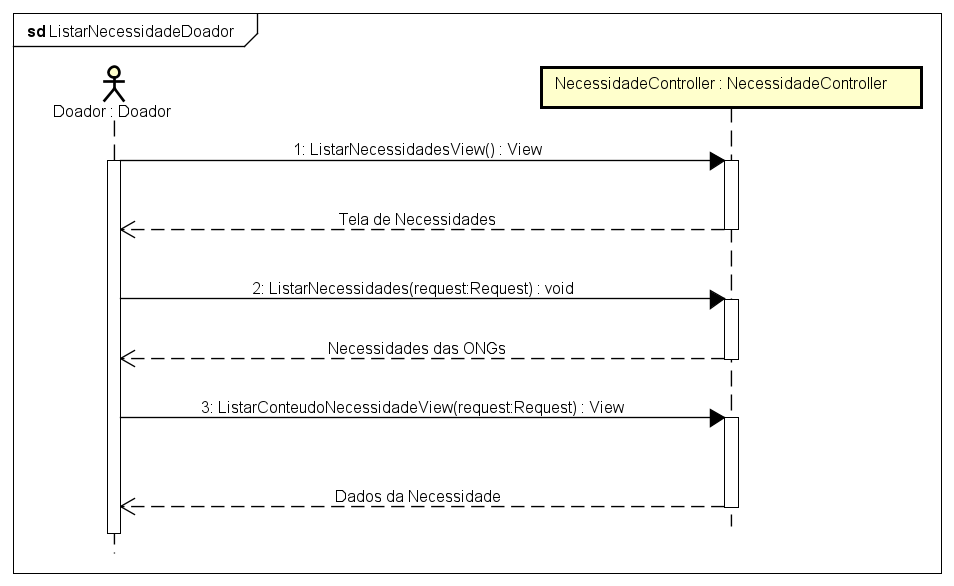 sd ListarNecessidadeDoador
Doador : Doador
NecessidadeController : NecessidadeController
1: ListarNecessidadesView() : View
Tela de Necessidades
2: ListarNecessidades(request:Request) : void
Necessidades das ONGs
3: ListarConteudoNecessidadeView(request:Request) : View
Dados da Necessidade